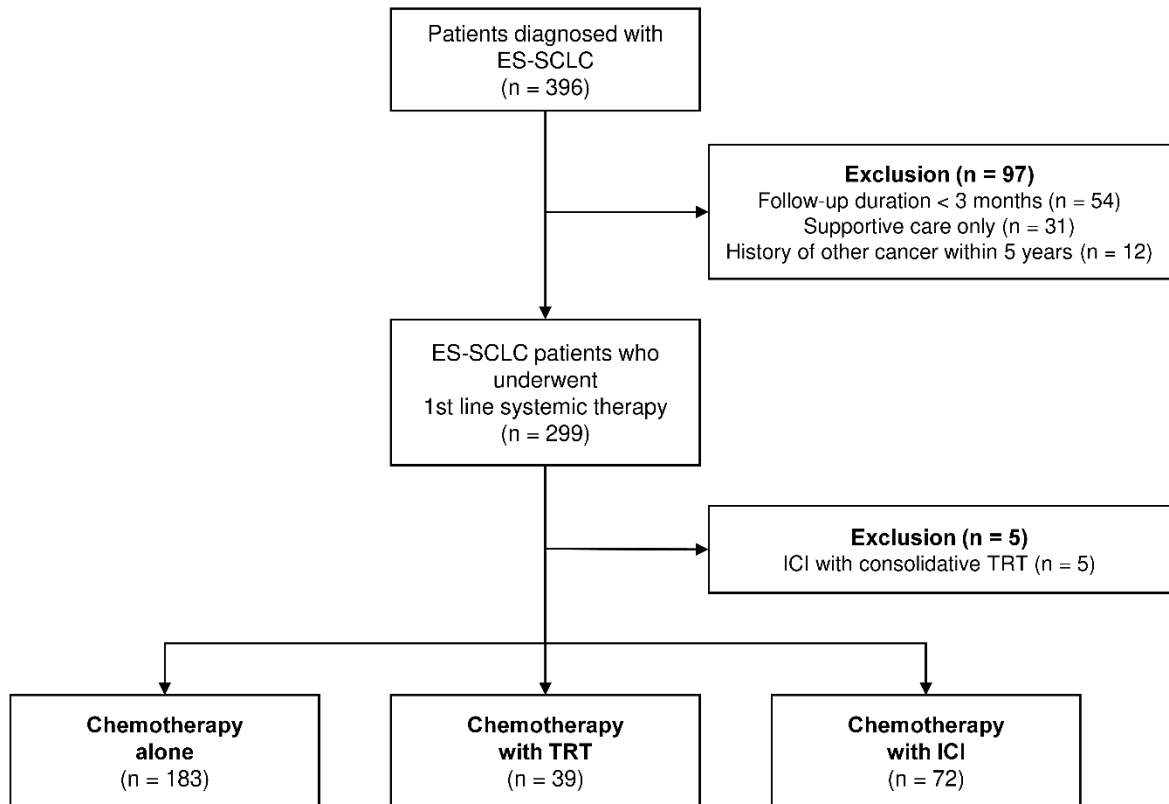 Patients diagnosed with
ES-SCLC
(n = 396)
Exclusion (n = 97)
Follow-up duration < 3 months (n = 54)
Supportive care only (n = 31)
History of other cancer within 5 years (n = 12)
ES-SCLC patients who
underwent
1st line systemic therapy
(n = 299)
Exclusion (n = 5)
ICI with consolidative TRT (n = 5)
Chemotherapy
alone
(n = 183)
Chemotherapy
with TRT
(n = 39)
Chemotherapy
with ICI
(n = 72)